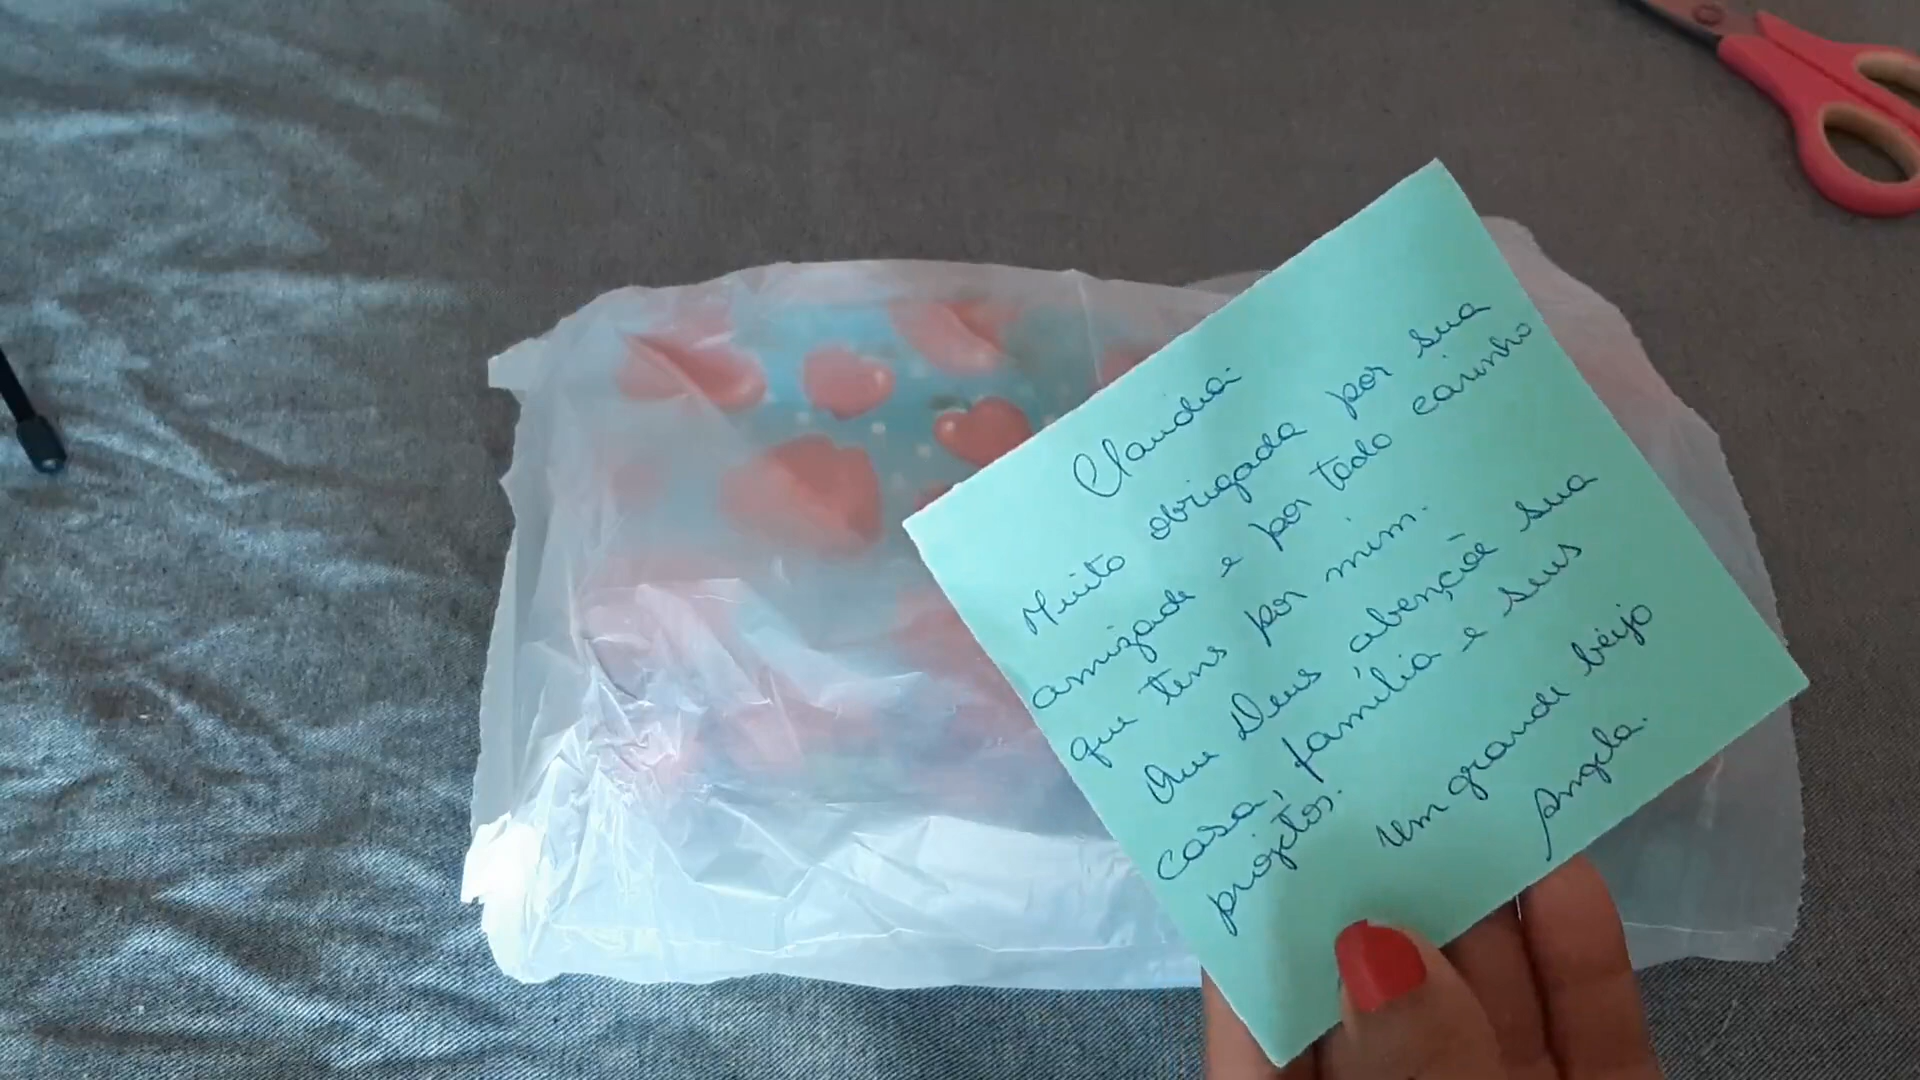 Claudia:
Muito obrigada por sua
amizade e por todo carinho
que tens por mim.
Que Deus abençõe sua
casa, família e seus
projetos.
Um grande beijo
Angela.